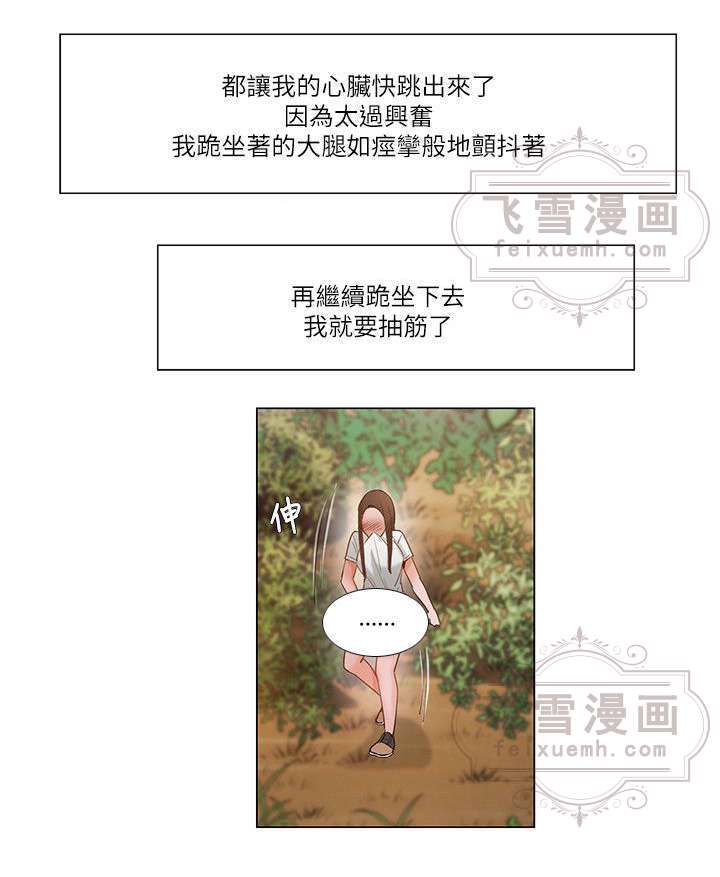 都讓我的心臟快跳出來了
因為太過興奮
我跪坐著的大腿如痙攣般地顫抖著
飞雪漫画
feixuemh.com
再繼續跪坐下去
我就要抽筋了
伸
......
飞雪漫画
feixuemh.com